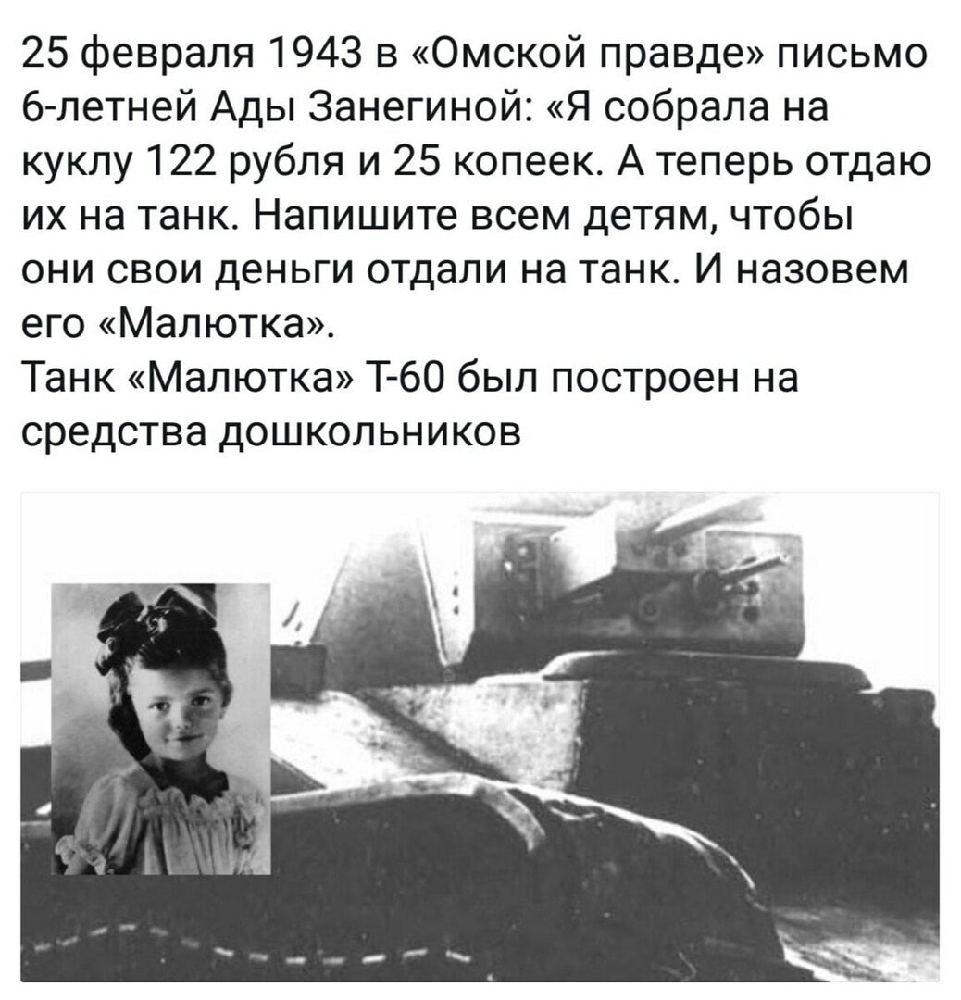 25 февраля 1943 в «Омской правде» письмо
6-летней Ады Занегиной: «Я собрала на
куклу 122 рубля и 25 копеек. А теперь отдаю
их на танк. Напишите всем детям, чтобы
они свои деньги отдали на танк. И назовем
его «Малютка».
Танк «Малютка» Т-60 был построен на
средства дошкольников